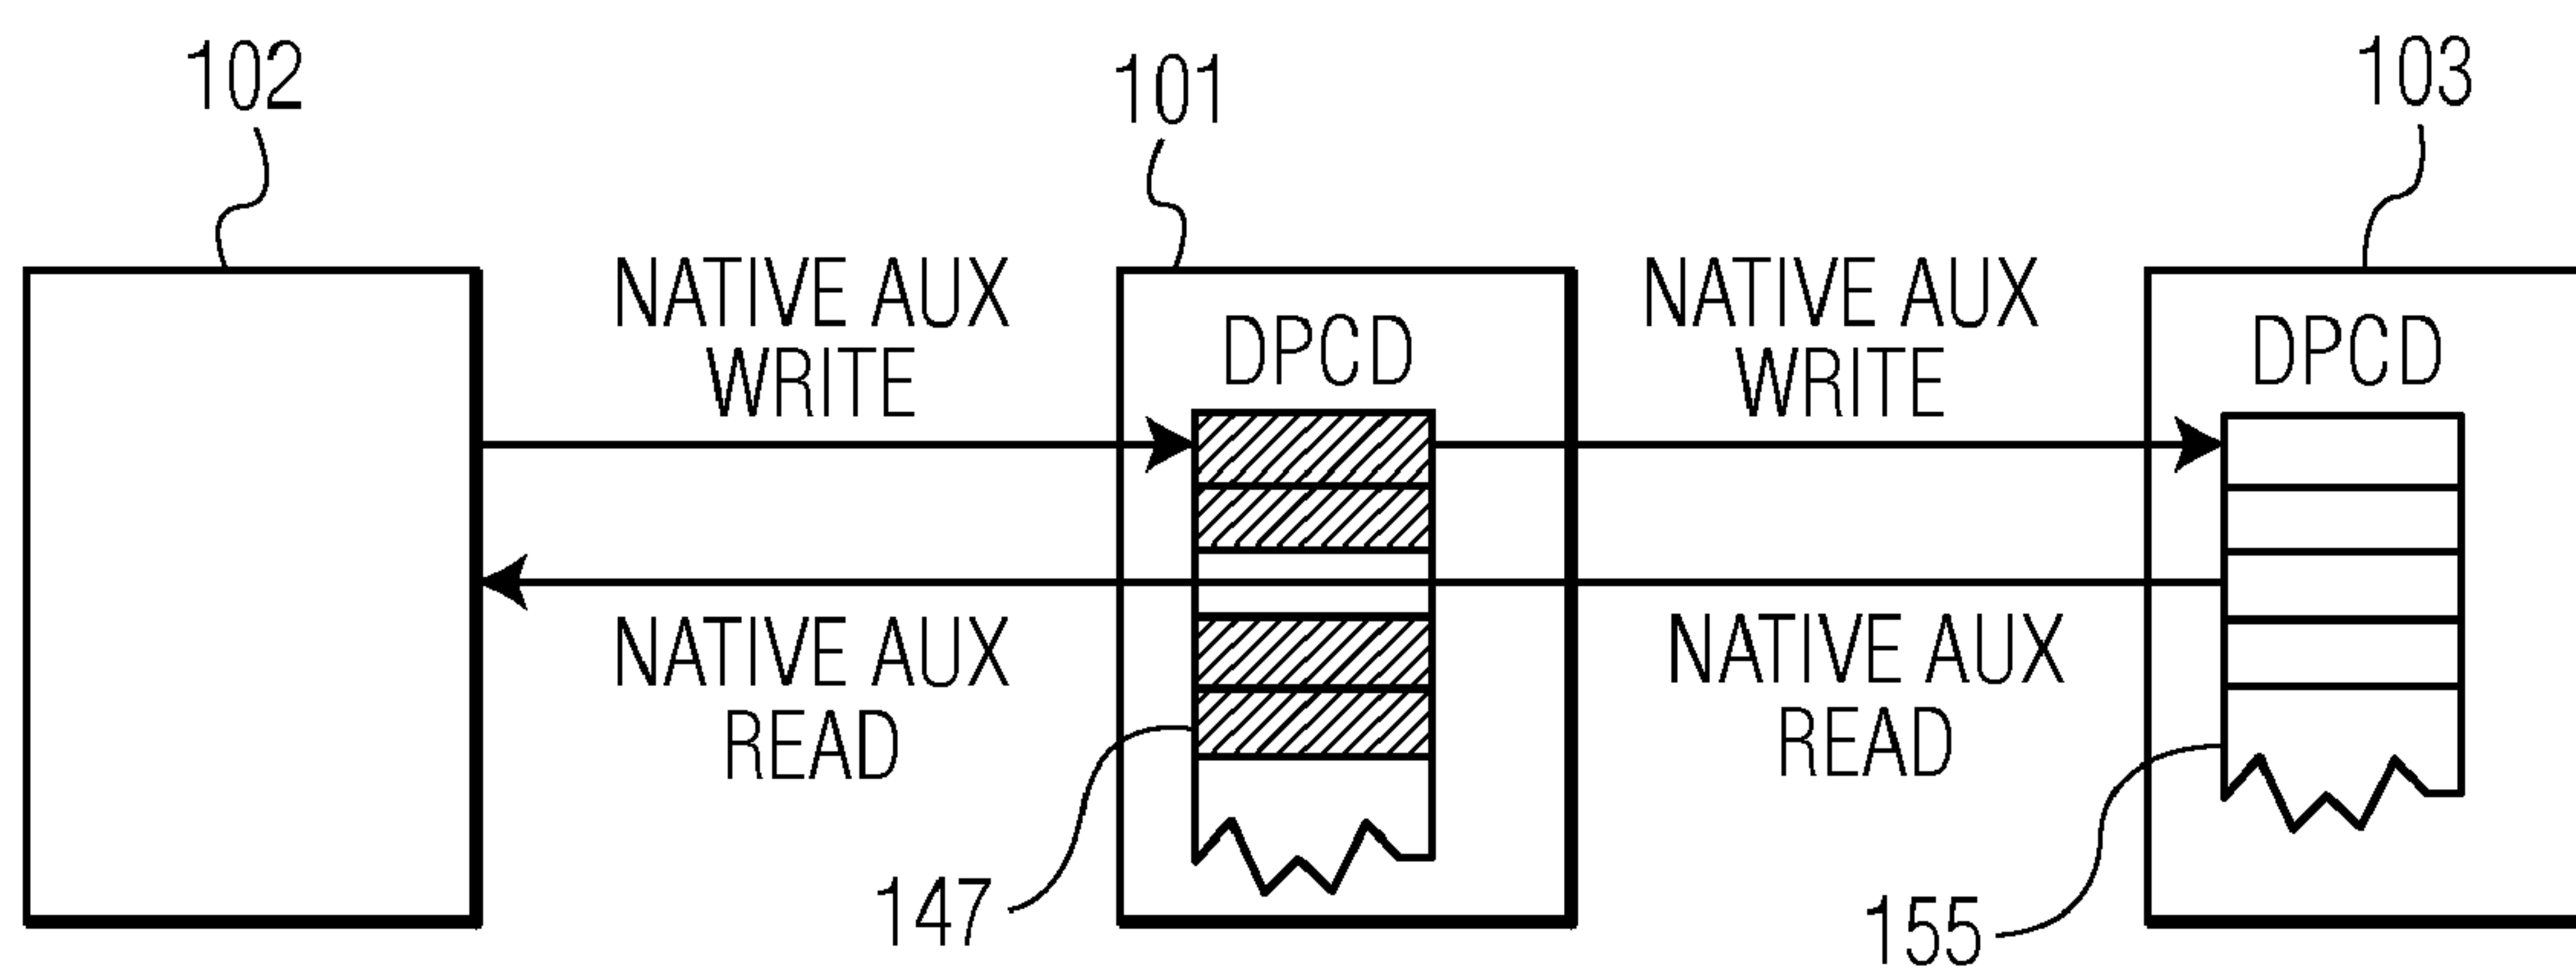 102
101
103
NATIVE AUX
WRITE
DPCD
NATIVE AUX
WRITE
DPCD
NATIVE AUX
READ
NATIVE AUX
READ
147
155